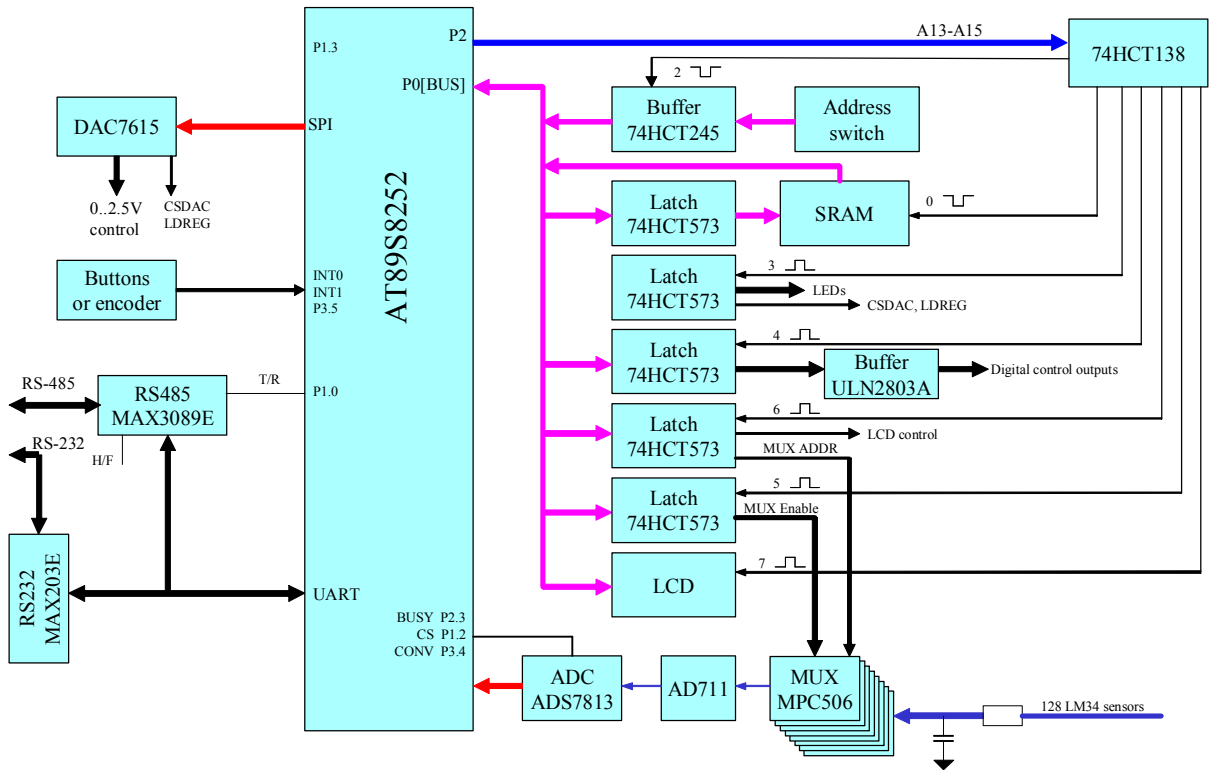 A13-A15
74HCT138
P1.3
P2
P0[BUS]
SPI
AT89S8252
INT0
INT1
P3.5
P1.0
UART
BUSY P2.3
CS P1.2
CONV P3.4
DAC7615
0..2.5V
control
CSDAC
LDREG
Buttons
or encoder
RS-485
RS485
MAX3089E
T/R
RS-232
H/F
RS232
MAX203E
2
Buffer
74HCT245
Address
switch
Latch
74HCT573
SRAM
0
Latch
74HCT573
3
LEDs
CSDAC, LDREG
Latch
74HCT573
4
Buffer
ULN2803A
Digital control outputs
Latch
74HCT573
6
LCD control
MUX ADDR
Latch
74HCT573
5
MUX Enable
LCD
7
ADC
ADS7813
AD711
MUX
MPC506
128 LM34 sensors